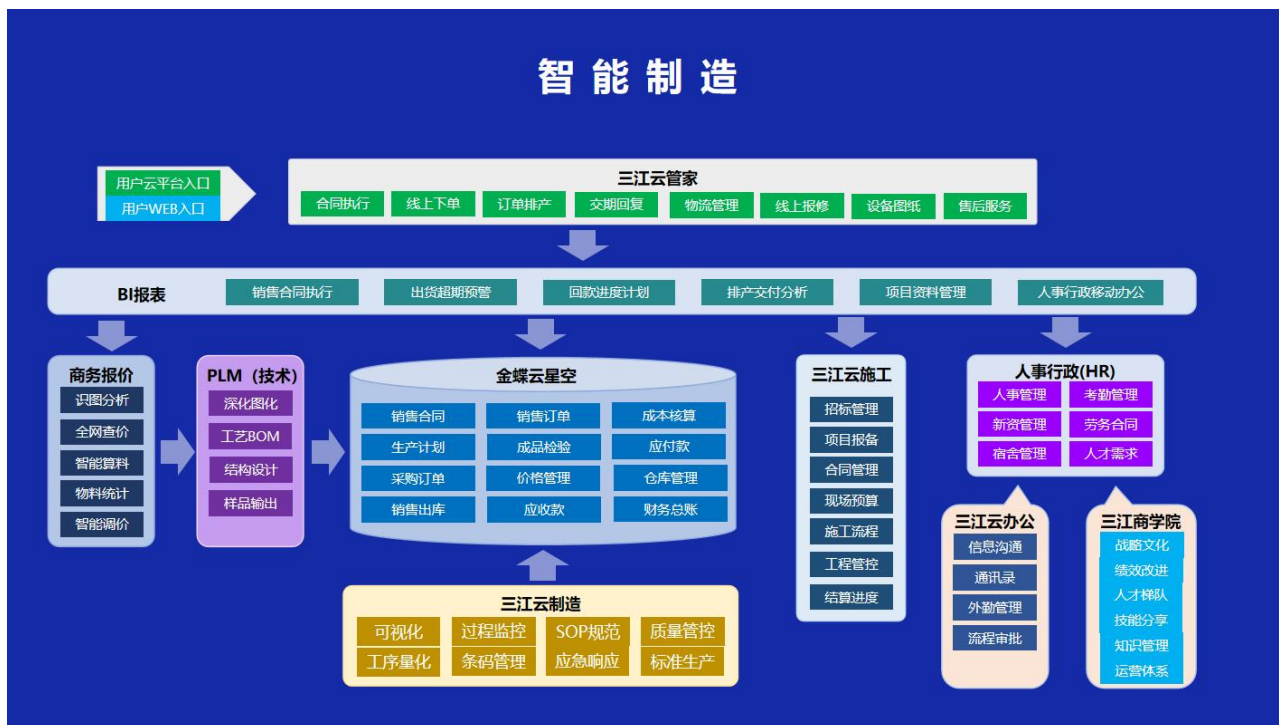 智能制造
用户云平台入口
用户WEB入口
三江云管家
合同执行 线上下单 订单排产 交期回复 物流管理 线上报修 设备图纸 售后服务
BI报表 销售合同执行 出货超期预警 回款进度计划 排产交付分析 项目资料管理 人事行政移动办公
商务报价
识图分析
全网查价
智能算料
物料统计
智能调价
PLM（技术）
深化图化
工艺BOM
结构设计
样品输出
金蝶云星空
销售合同 销售订单 成本核算
生产计划 成品检验 应付款
采购订单 价格管理 仓库管理
销售出库 应收款 财务总账
三江云制造
可视化 过程监控 SOP规范 质量管控
工序量化 条码管理 应急响应 标准生产
三江云施工
招标管理
项目报备
合同管理
现场预算
施工流程
工程管控
结算进度
人事行政(HR)
人事管理 考勤管理
新资管理 劳务合同
宿舍管理 人才需求
三江云办公
信息沟通
通讯录
外勤管理
流程审批
三江商学院
战略文化
绩效改进
人才梯队
技能分享
知识管理
运营体系